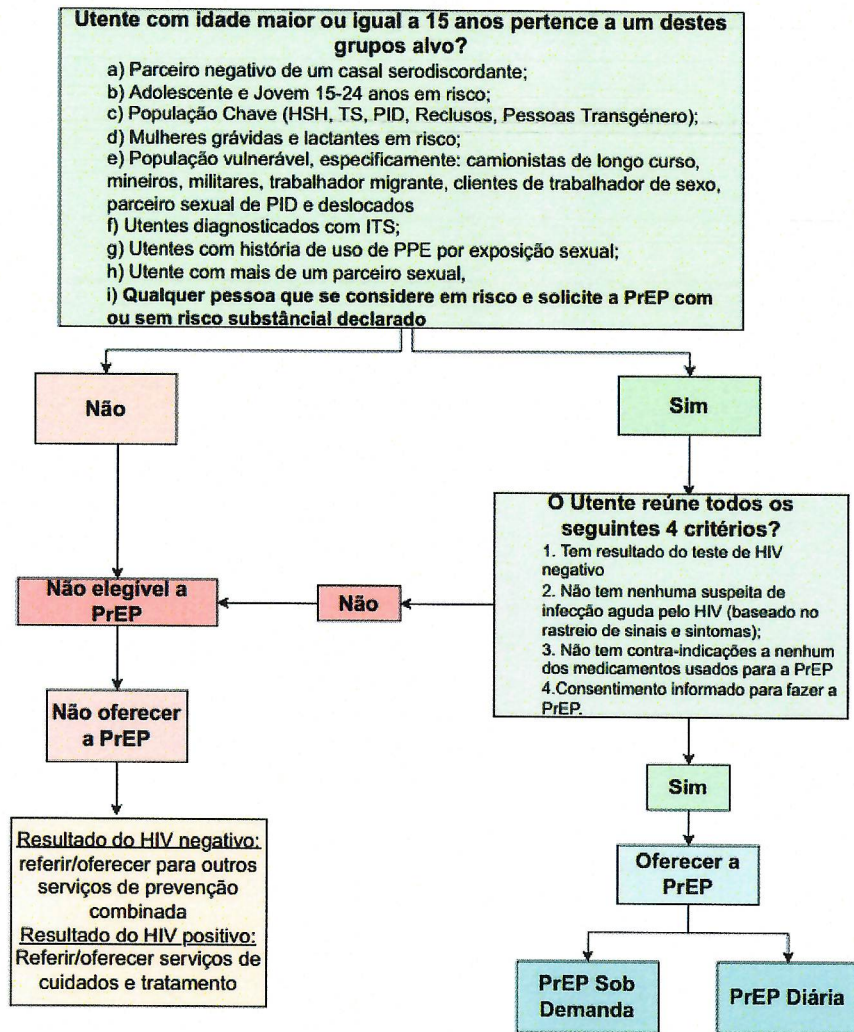 Utente com idade maior ou igual a 15 anos pertence a um destes
grupos alvo?
a) Parceiro negativo de um casal serodiscordante;
b) Adolescente e Jovem 15-24 anos em risco;
c) População Chave (HSH, TS, PID, Reclusos, Pessoas Transgénero);
d) Mulheres grávidas e lactantes em risco;
e) População vulnerável, especificamente: camionistas de longo curso,
mineiros, militares, trabalhador migrante, clientes de trabalhador de sexo,
parceiro sexual de PID e deslocados
f) Utentes diagnosticados com ITS;
g) Utentes com história de uso de PPE por exposição sexual;
h) Utente com mais de um parceiro sexual,
i) Qualquer pessoa que se considere em risco e solicite a PrEP com
ou sem risco substâncial declarado
Não
Sim
O Utente reúne todos os
seguintes 4 critérios?
1. Tem resultado do teste de HIV
negativo
2. Não tem nenhuma suspeita de
infecção aguda pelo HIV (baseado no
rastreio de sinais e sintomas);
3. Não tem contra-indicações a nenhum
dos medicamentos usados para a PrEP
4.Consentimento informado para fazer a
PrEP.
Não
Não elegível a
PrEP
Não oferecer
a PrEP
Resultado do HIV negativo:
referir/oferecer para outros
serviços de prevenção
combinada
Resultado do HIV positivo:
Referir/oferecer serviços de
cuidados e tratamento
Sim
Oferecer a
PrEP
PrEP Sob
Demanda
PrEP Diária